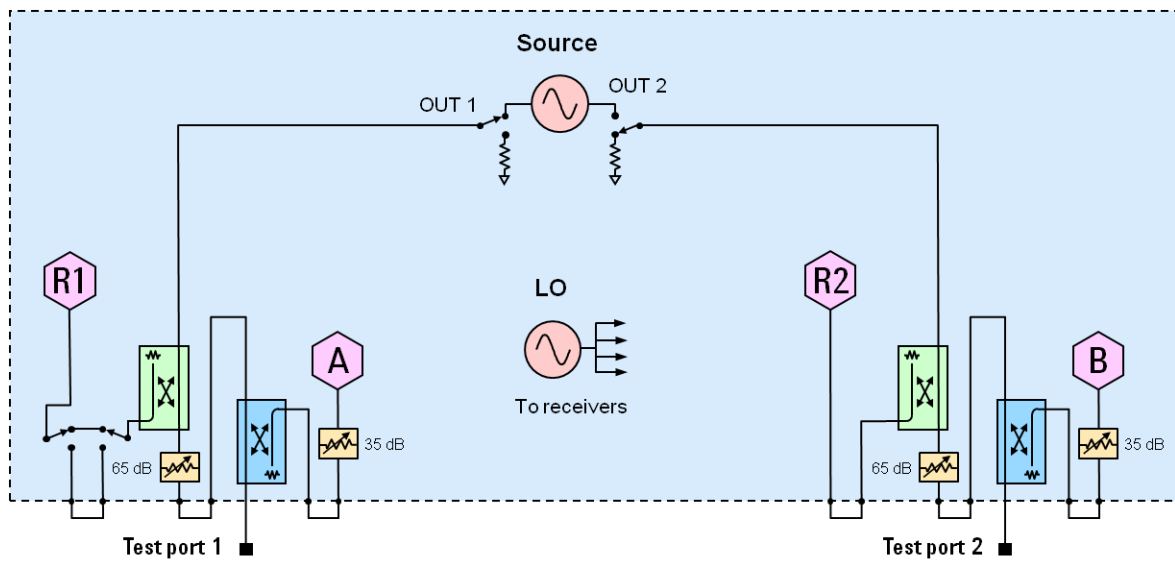 Source
OUT 1
OUT 2
R1
R2
LO
A
B
To receivers
35 dB
35 dB
65 dB
65 dB
Test port 1
Test port 2